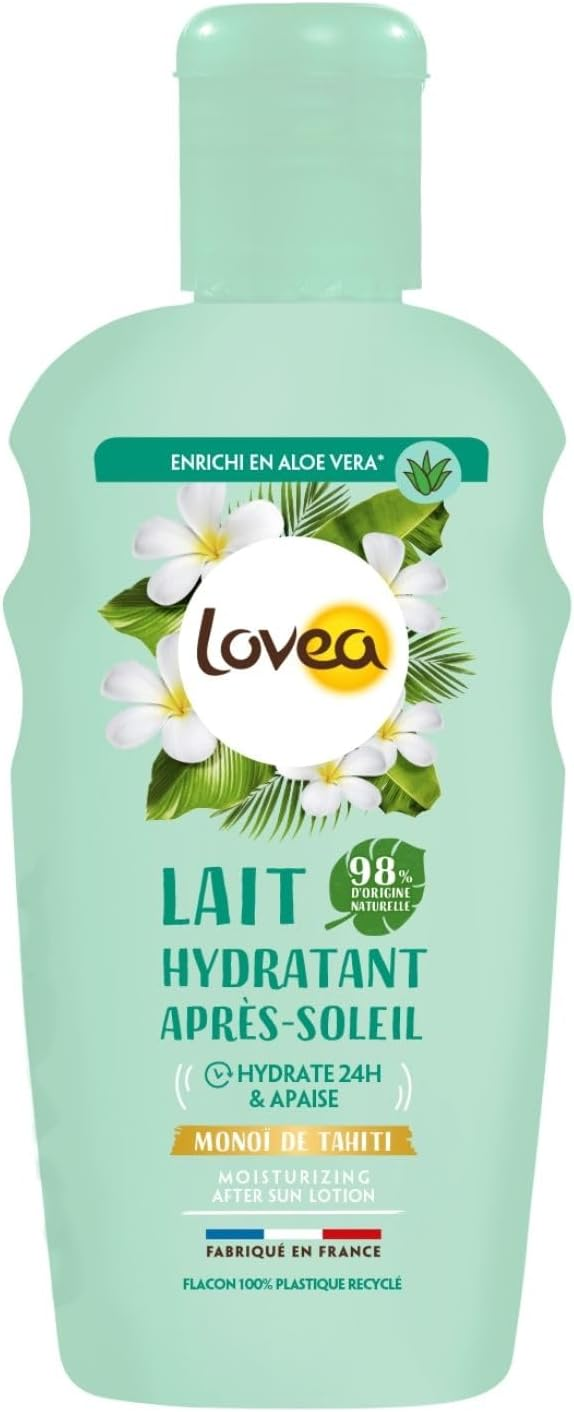 ENRICHI EN ALOE VERA*
lovea
LAIT
98%
D'ORIGINE
NATURELLE
HYDRATANT
APRÈS-SOLEIL
HYDRATE 24H
& APAISE
MONOÏ DE TAHITI
MOISTURIZING
AFTER SUN LOTION
FABRIQUÉ EN FRANCE
FLACON 100% PLASTIQUE RECYCLÉ